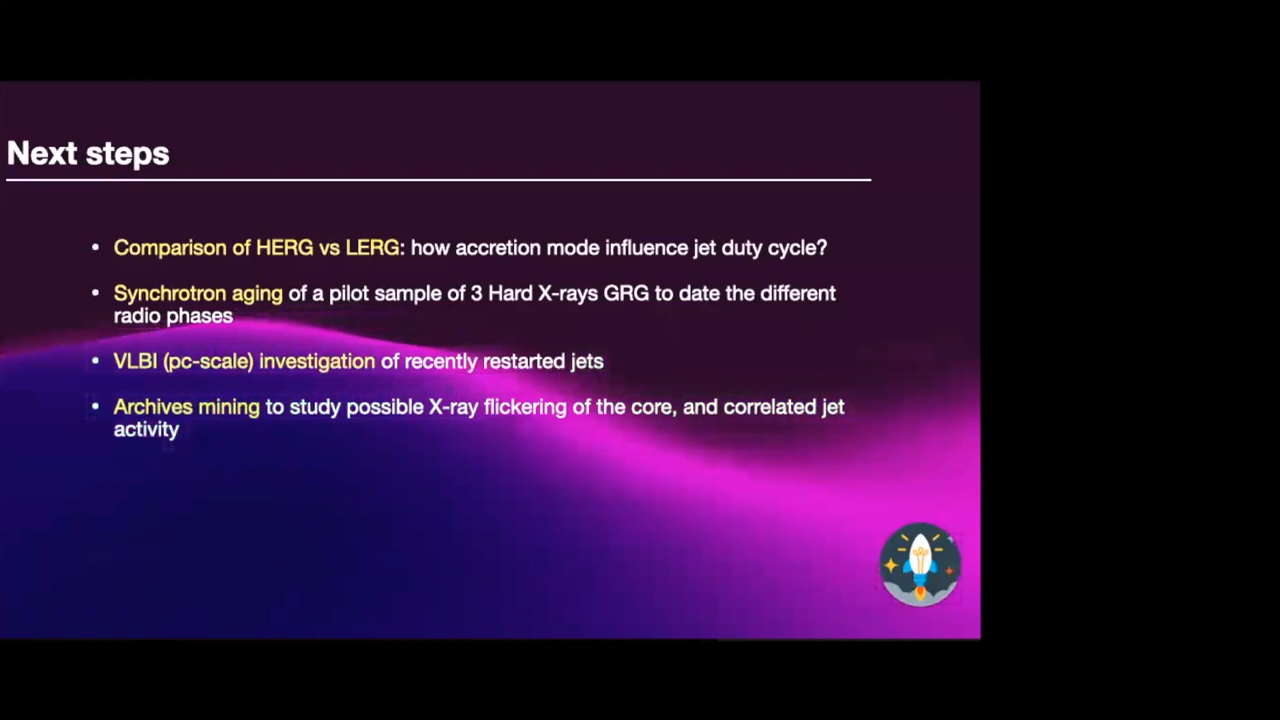 Next steps
• Comparison of HERG vs LERG: how accretion mode influence jet duty cycle?
• Synchrotron aging of a pilot sample of 3 Hard X-rays GRG to date the different
radio phases
• VLBI (pc-scale) investigation of recently restarted jets
• Archives mining to study possible X-ray flickering of the core, and correlated jet
activity